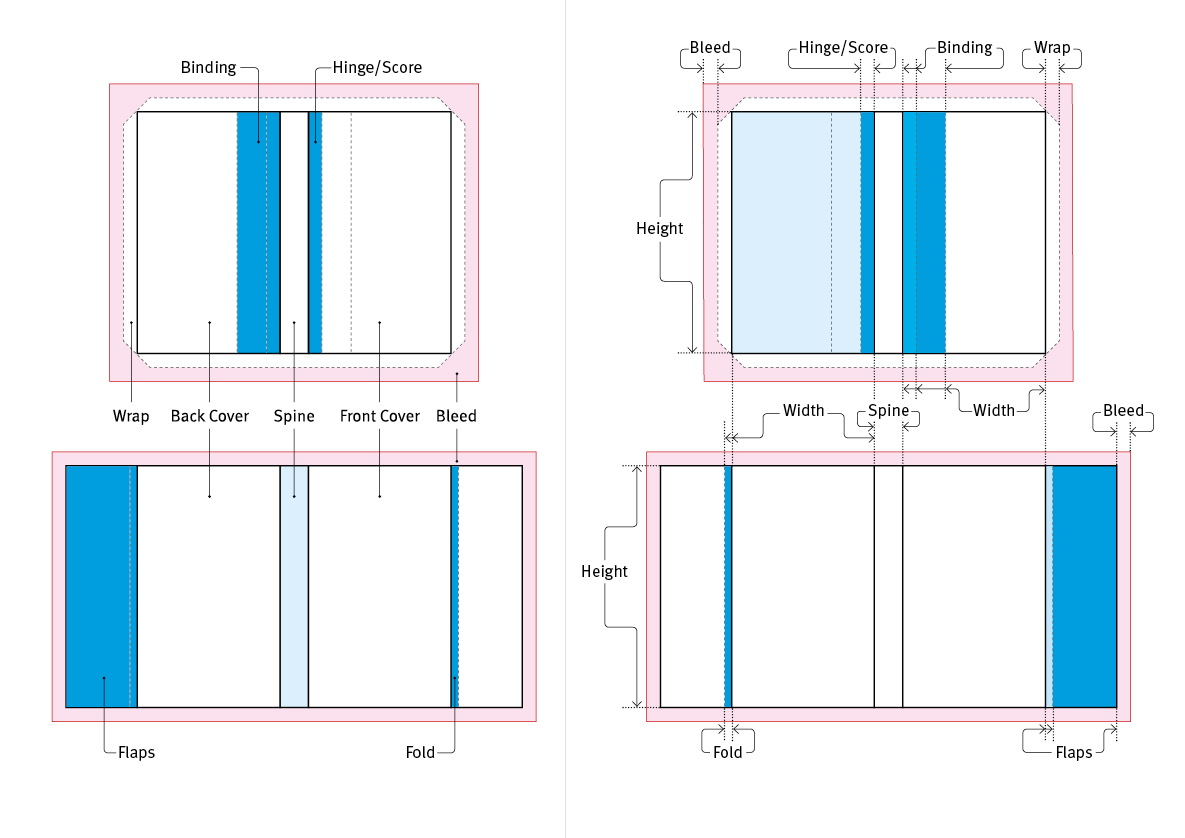 Binding
Hinge/Score
Wrap
Back Cover
Spine
Front Cover
Bleed
Flaps
Fold
Bleed
Hinge/Score
Binding
Wrap
Height
Width
Spine
Width
Bleed
Height
Fold
Flaps